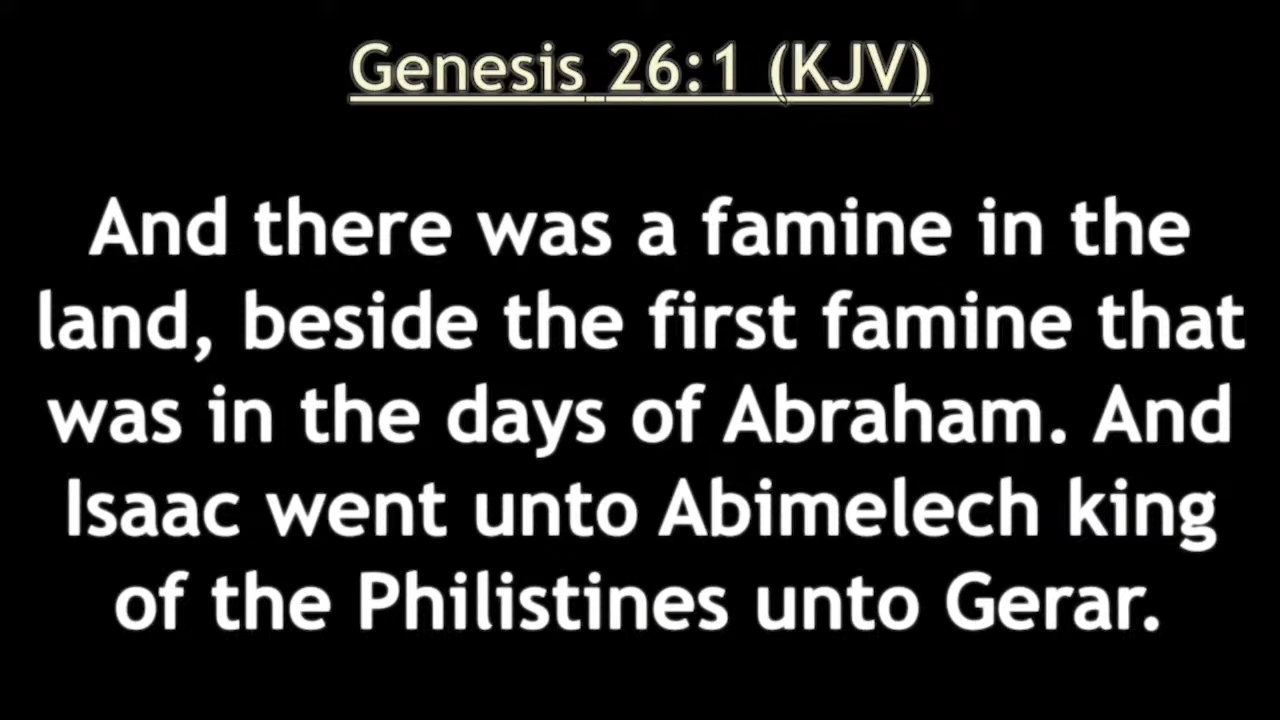 Genesis 26:1 (KJV)
And there was a famine in the
land, beside the first famine that
was in the days of Abraham. And
Isaac went unto Abimelech king
of the Philistines unto Gerar.